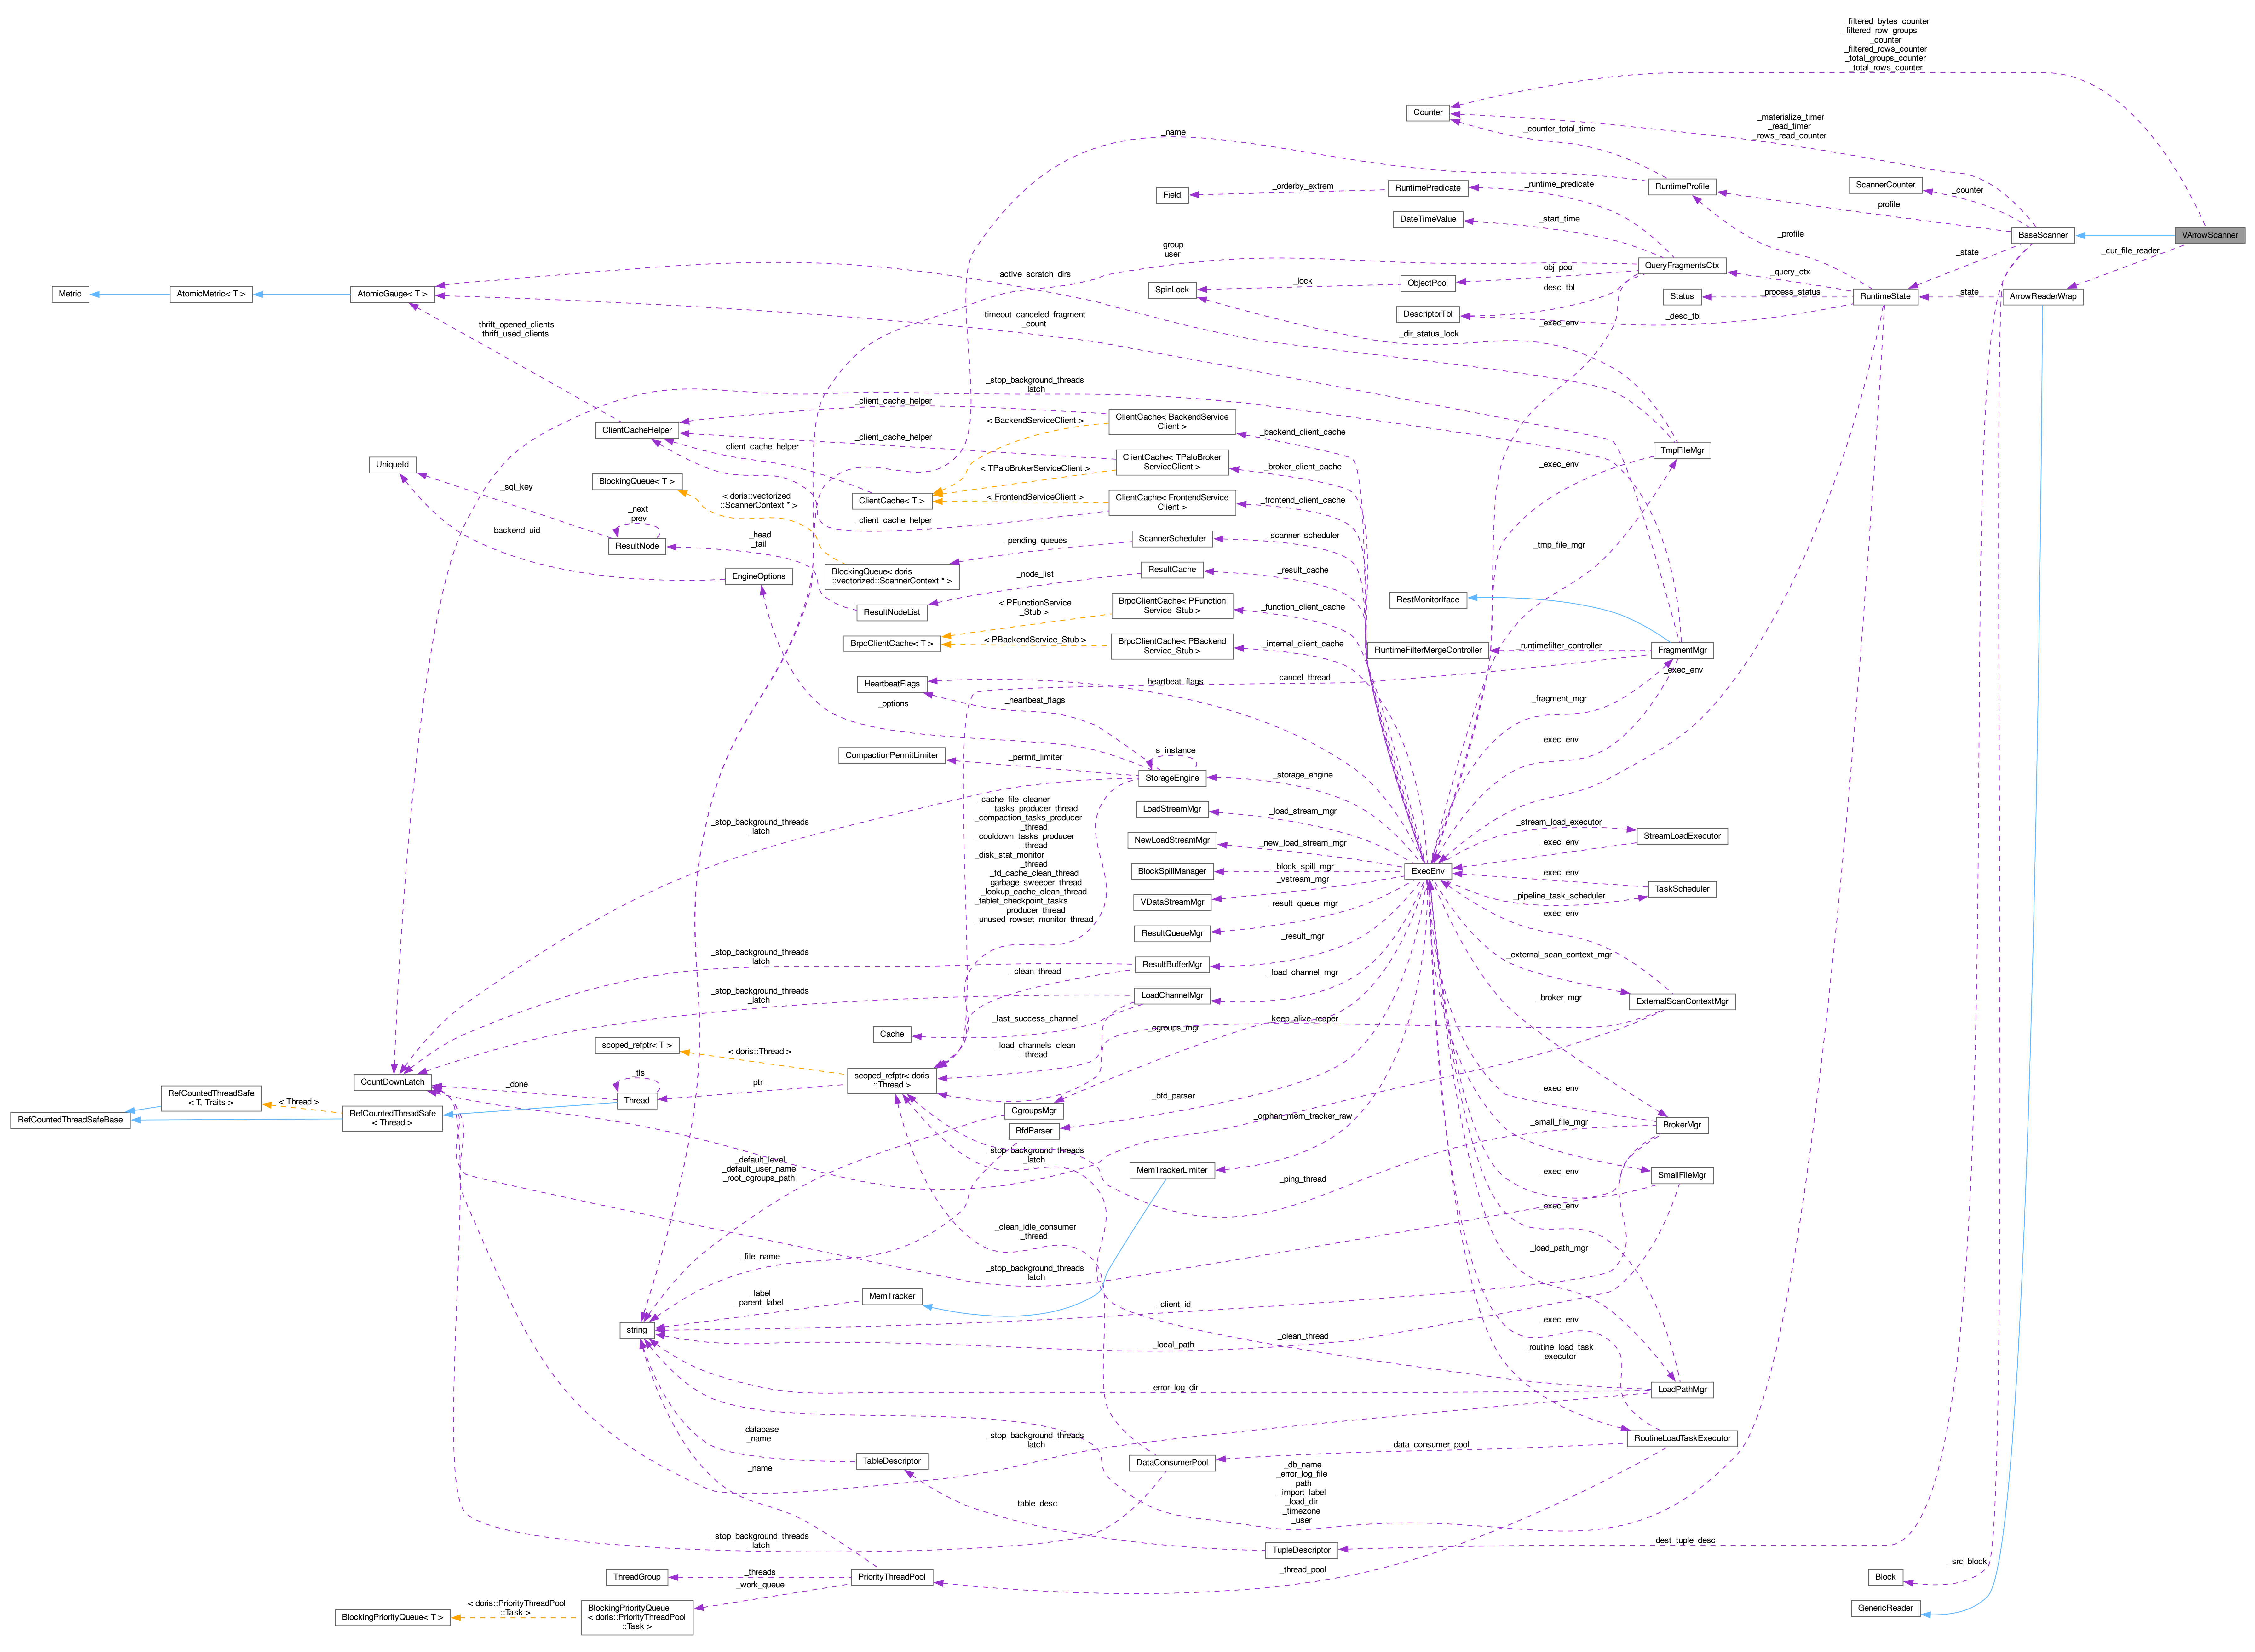 _filtered_bytes_counter
_filtered_row_groups
_counter
_filtered_rows_counter
_total_groups_counter
_total_rows_counter
Counter
_materialize_timer
_read_timer
_rows_read_counter
_name
_counter_total_time
Field
_orderby_extrem
RuntimePredicate
_runtime_predicate
RuntimeProfile
ScannerCounter
_counter
_profile
DateTimeValue
_start_time
_profile
BaseScanner
VArrowScanner
_cur_file_reader
group
user
_state
active_scratch_dirs
obj_pool
QueryFragmentsCtx
_query_ctx
Metric
AtomicMetric< T >
AtomicGauge< T >
SpinLock
_lock
ObjectPool
desc_tbl
Status
_process_status
RuntimeState
_state
ArrowReaderWrap
timeout_canceled_fragment
_count
DescriptorTbl
_desc_tbl
thrift_opened_clients
thrift_used_clients
_dir_status_lock
_exec_env
_stop_background_threads
_latch
_client_cache_helper
ClientCache< BackendService
Client >
< BackendServiceClient >
_backend_client_cache
ClientCacheHelper
_client_cache_helper
_client_cache_helper
TmpFileMgr
ClientCache< TPaloBroker
ServiceClient >
_broker_client_cache
_exec_env
UniqueId
< TPaloBrokerServiceClient >
BlockingQueue< T >
_sql_key
< doris::vectorized
::ScannerContext * >
ClientCache< T >
< FrontendServiceClient >
ClientCache< FrontendService
Client >
_frontend_client_cache
_next
_prev
_client_cache_helper
backend_uid
ResultNode
_head
_tail
_pending_queues
ScannerScheduler
_scanner_scheduler
_tmp_file_mgr
EngineOptions
BlockingQueue< doris
::vectorized::ScannerContext * >
_node_list
ResultCache
_result_cache
ResultNodeList
< PFunctionService
_Stub >
BrpcClientCache< PFunction
Service_Stub >
_function_client_cache
RestMonitorIface
BrpcClientCache< T >
< PBackendService_Stub >
BrpcClientCache< PBackend
Service_Stub >
_internal_client_cache
RuntimeFilterMergeController
_runtimefilter_controller
FragmentMgr
HeartbeatFlags
_heartbeat_flags
_cancel_thread
_exec_env
_options
_heartbeat_flags
_fragment_mgr
CompactionPermitLimiter
_permit_limiter
_s_instance
StorageEngine
_storage_engine
_exec_env
_cache_file_cleaner
_tasks_producer_thread
_compaction_tasks_producer
_thread
_cooldown_tasks_producer
_thread
_disk_stat_monitor
_thread
_fd_cache_clean_thread
_garbage_sweeper_thread
_lookup_cache_clean_thread
_tablet_checkpoint_tasks
_producer_thread
_unused_rowset_monitor_thread
LoadStreamMgr
_load_stream_mgr
_stop_background_threads
_latch
_stream_load_executor
StreamLoadExecutor
NewLoadStreamMgr
_new_load_stream_mgr
_exec_env
BlockSpillManager
_block_spill_mgr
ExecEnv
_exec_env
TaskScheduler
VDataStreamMgr
_vstream_mgr
_pipeline_task_scheduler
_result_queue_mgr
_exec_env
ResultQueueMgr
_result_mgr
_stop_background_threads
_latch
_external_scan_context_mgr
_clean_thread
ResultBufferMgr
_load_channel_mgr
_stop_background_threads
_latch
LoadChannelMgr
_broker_mgr
ExternalScanContextMgr
_last_success_channel
Cache
_cgroups_mgr
_keep_alive_reaper
scoped_refptr< T >
< doris::Thread >
_load_channels_clean
_thread
CountDownLatch
_done
_tls
ptr_
scoped_refptr< doris
::Thread >
RefCountedThreadSafe
< T, Traits >
< Thread >
Thread
_bfd_parser
_exec_env
RefCountedThreadSafeBase
RefCountedThreadSafe
< Thread >
CgroupsMgr
_orphan_mem_tracker_raw
_small_file_mgr
BrokerMgr
BfdParser
_stop_background_threads
_latch
_default_level
_default_user_name
_root_cgroups_path
MemTrackerLimiter
_ping_thread
_exec_env
SmallFileMgr
_exec_env
_clean_idle_consumer
_thread
_file_name
_load_path_mgr
_stop_background_threads
_latch
_label
_parent_label
MemTracker
_client_id
string
_clean_thread
_exec_env
_local_path
_routine_load_task
_executor
_error_log_dir
LoadPathMgr
_database
_name
_stop_background_threads
_latch
RoutineLoadTaskExecutor
_data_consumer_pool
TableDescriptor
DataConsumerPool
_name
_db_name
_error_log_file
_path
_import_label
_load_dir
_timezone
_user
_table_desc
_stop_background_threads
_latch
TupleDescriptor
_dest_tuple_desc
_src_block
_thread_pool
ThreadGroup
_threads
PriorityThreadPool
Block
_work_queue
< doris::PriorityThreadPool
::Task >
BlockingPriorityQueue< T >
BlockingPriorityQueue
< doris::PriorityThreadPool
::Task >
GenericReader